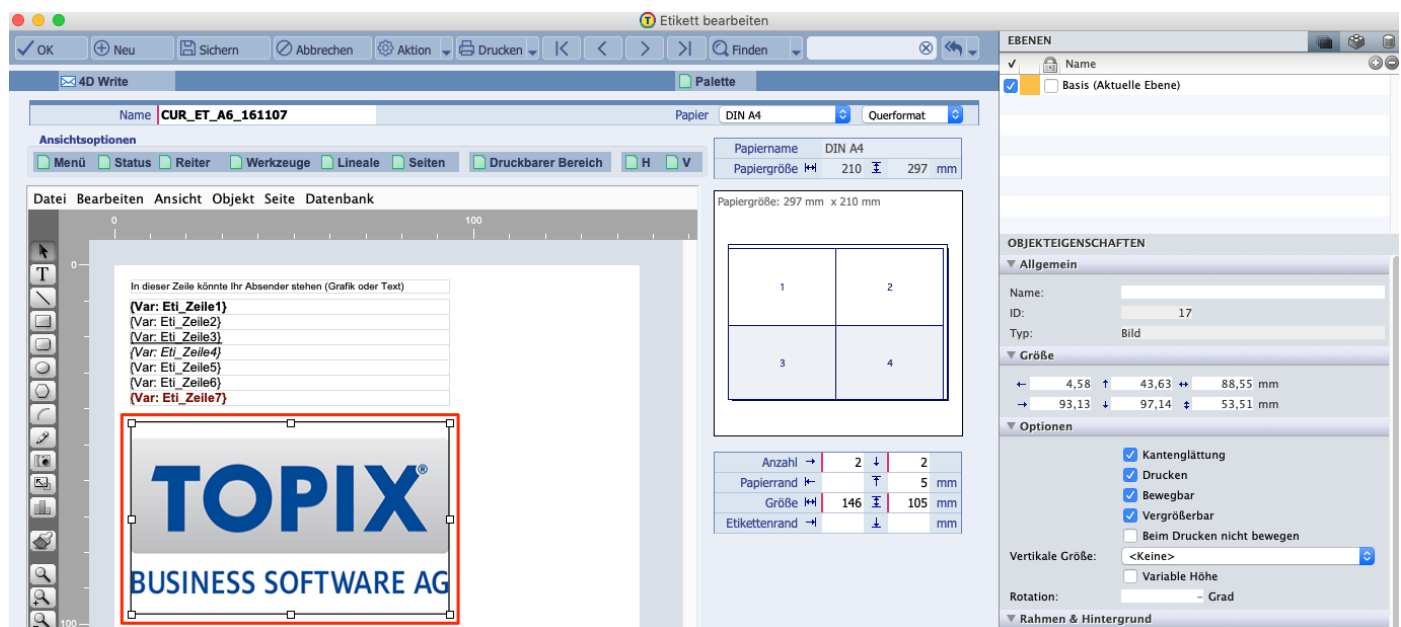 Etikett bearbeiten
OK Neu Sichern Abbrechen Aktion Drucken Finden
4D Write Palette
Name CUR_ET_A6_161107 Papier DIN A4 Querformat
Ansichtsoptionen
Menü Status Reiter Werkzeuge Lineale Seiten Druckbarer Bereich H V
Datei Bearbeiten Ansicht Objekt Seite Datenbank
0 100
0
In dieser Zeile könnte Ihr Absender stehen (Grafik oder Text)
{Var: Eti_Zeile1}
{Var: Eti_Zeile2}
{Var: Eti_Zeile3}
{Var: Eti_Zeile4}
{Var: Eti_Zeile5}
{Var: Eti_Zeile6}
{Var: Eti_Zeile7}
TOPIX®
BUSINESS SOFTWARE AG
100
Papiername DIN A4
Papiergröße 210 297 mm
Papiergröße: 297 mm x 210 mm
1 2
3 4
Anzahl 2 2
Papierrand 5 mm
Größe 146 105 mm
Etikettenrand mm
EBENEN
Name
Basis (Aktuelle Ebene)
OBJEKTEIGENSCHAFTEN
Allgemein
Name:
ID: 17
Typ: Bild
Größe
4,58 43,63 88,55 mm
93,13 97,14 53,51 mm
Optionen
Kantenglättung
Drucken
Bewegbar
Vergrößerbar
Beim Drucken nicht bewegen
Vertikale Größe: <Keine>
Variable Höhe
Rotation: – Grad
Rahmen & Hintergrund